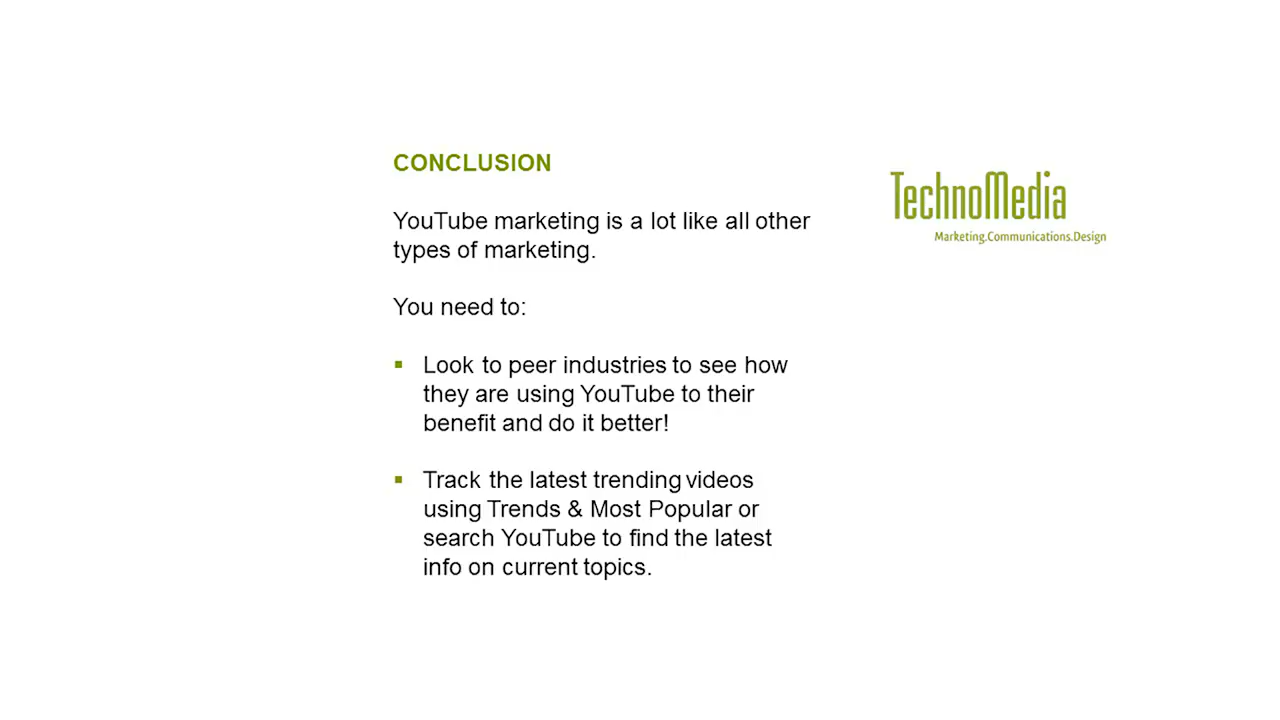 CONCLUSION
YouTube marketing is a lot like all other
types of marketing.
You need to:
▪ Look to peer industries to see how
they are using YouTube to their
benefit and do it better!
▪ Track the latest trending videos
using Trends & Most Popular or
search YouTube to find the latest
info on current topics.
TechnoMedia
Marketing.Communications.Design